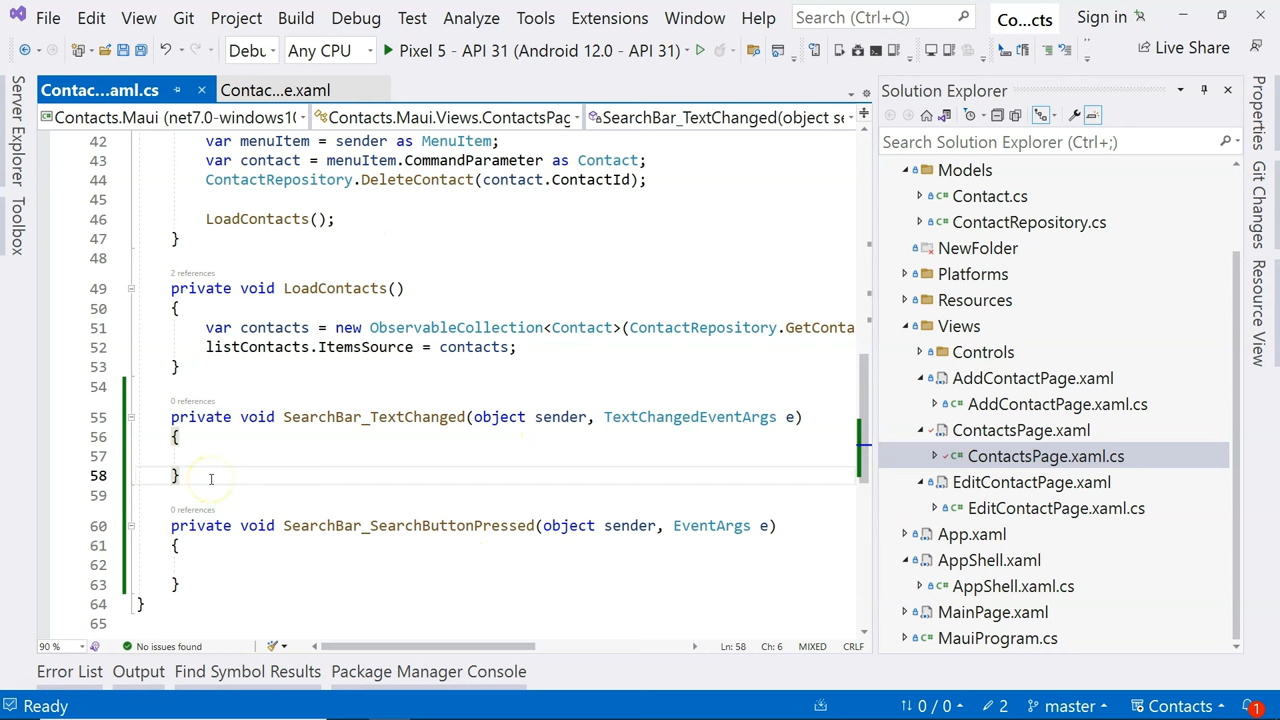 File Edit View Git Project Build Debug Test Analyze Tools Extensions Window Help Search (Ctrl+Q) Co...cts Sign in
Debu Any CPU Pixel 5 - API 31 (Android 12.0 - API 31) Live Share
Contac...aml.cs Contac...e.xaml
Contacts.Maui (net7.0-windows10 Contacts.Maui.Views.ContactsPag SearchBar_TextChanged(object se
42 var menuItem = sender as MenuItem;
43 var contact = menuItem.CommandParameter as Contact;
44 ContactRepository.DeleteContact(contact.ContactId);
45
46 LoadContacts();
47 }
48
2 references
49 private void LoadContacts()
50 {
51 var contacts = new ObservableCollection<Contact>(ContactRepository.GetConta
52 listContacts.ItemsSource = contacts;
53 }
54
0 references
55 private void SearchBar_TextChanged(object sender, TextChangedEventArgs e)
56 {
57
58 }
59
0 references
60 private void SearchBar_SearchButtonPressed(object sender, EventArgs e)
61 {
62
63 }
64 }
65
90 % No issues found Ln: 58 Ch: 6 MIXED CRLF
Error List Output Find Symbol Results Package Manager Console
Ready 0 / 0 2 master Contacts 1
Server Explorer
Toolbox
Solution Explorer
Search Solution Explorer (Ctrl+;)
Models
C# Contact.cs
C# ContactRepository.cs
NewFolder
Platforms
Resources
Views
Controls
AddContactPage.xaml
C# AddContactPage.xaml.cs
ContactsPage.xaml
C# ContactsPage.xaml.cs
EditContactPage.xaml
C# EditContactPage.xaml.cs
App.xaml
AppShell.xaml
C# AppShell.xaml.cs
MainPage.xaml
C# MauiProgram.cs
Properties
Git Changes
Resource View